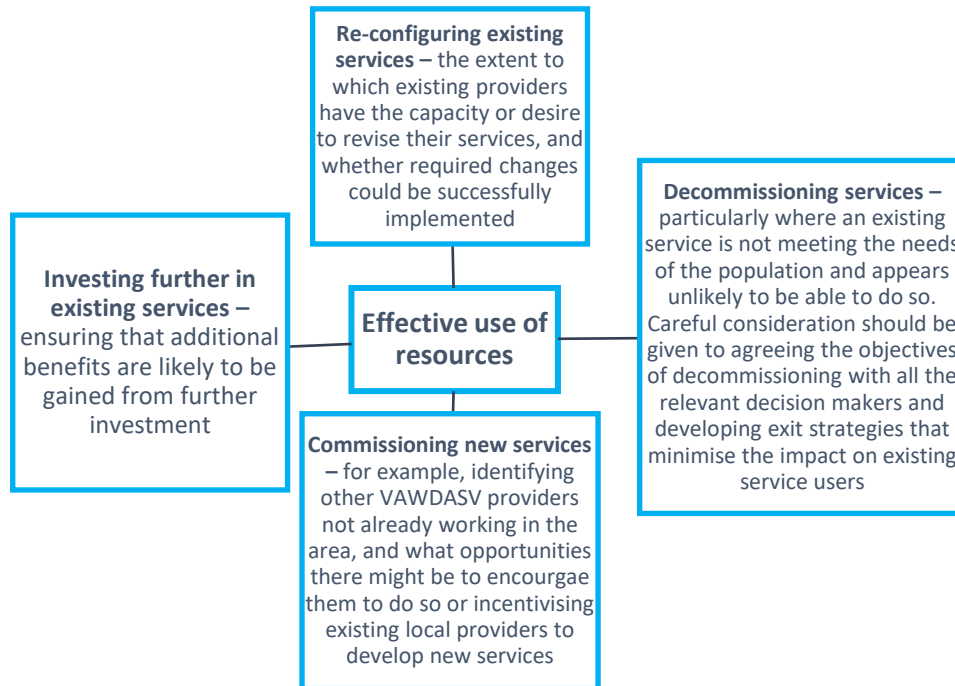 Re-configuring existing
services – the extent to
which existing providers
have the capacity or desire
to revise their services, and
whether required changes
could be successfully
implemented
Investing further in
existing services –
ensuring that additional
benefits are likely to be
gained from further
investment
Effective use of
resources
Decommissioning services –
particularly where an existing
service is not meeting the needs
of the population and appears
unlikely to be able to do so.
Careful consideration should be
given to agreeing the objectives
of decommissioning with all the
relevant decision makers and
developing exit strategies that
minimise the impact on existing
service users
Commissioning new services
– for example, identifying
other VAWDASV providers
not already working in the
area, and what opportunities
there might be to encourgae
them to do so or incentivising
existing local providers to
develop new services